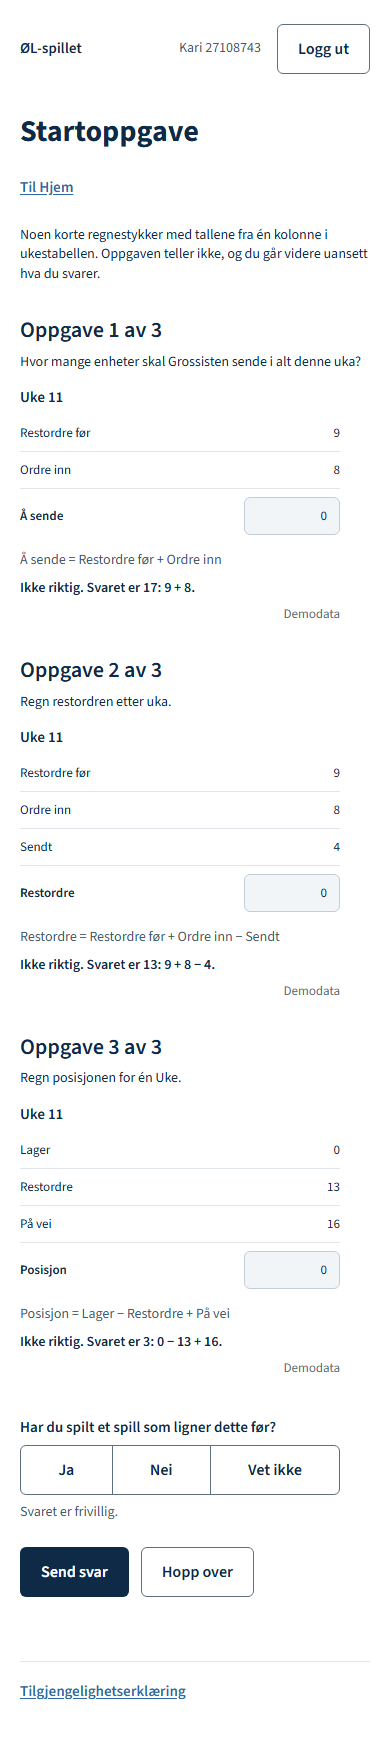 ØL-spillet
Kari 27108743
Logg ut
Startoppgave
Til Hjem
Noen korte regnestykker med tallene fra én kolonne i
ukestabellen. Oppgaven teller ikke, og du går videre uansett
hva du svarer.
Oppgave 1 av 3
Hvor mange enheter skal Grossisten sende i alt denne uka?
Uke 11
Restordre før 9
Ordre inn 8
Å sende 0
Å sende = Restordre før + Ordre inn
Ikke riktig. Svaret er 17: 9 + 8.
Demodata
Oppgave 2 av 3
Regn restordren etter uka.
Uke 11
Restordre før 9
Ordre inn 8
Sendt 4
Restordre 0
Restordre = Restordre før + Ordre inn − Sendt
Ikke riktig. Svaret er 13: 9 + 8 − 4.
Demodata
Oppgave 3 av 3
Regn posisjonen for én Uke.
Uke 11
Lager 0
Restordre 13
På vei 16
Posisjon 0
Posisjon = Lager − Restordre + På vei
Ikke riktig. Svaret er 3: 0 − 13 + 16.
Demodata
Har du spilt et spill som ligner dette før?
Ja Nei Vet ikke
Svaret er frivillig.
Send svar Hopp over
Tilgjengelighetserklæring